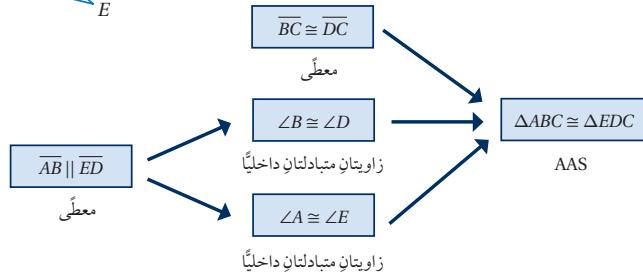 E
BC ≅ DC
معطًى
∠B ≅ ∠D
زاويتانِ متبادلتانِ داخليًّا
ΔABC ≅ ΔEDC
AAS
AB || ED
معطًى
∠A ≅ ∠E
زاويتانِ متبادلتانِ داخليًّا